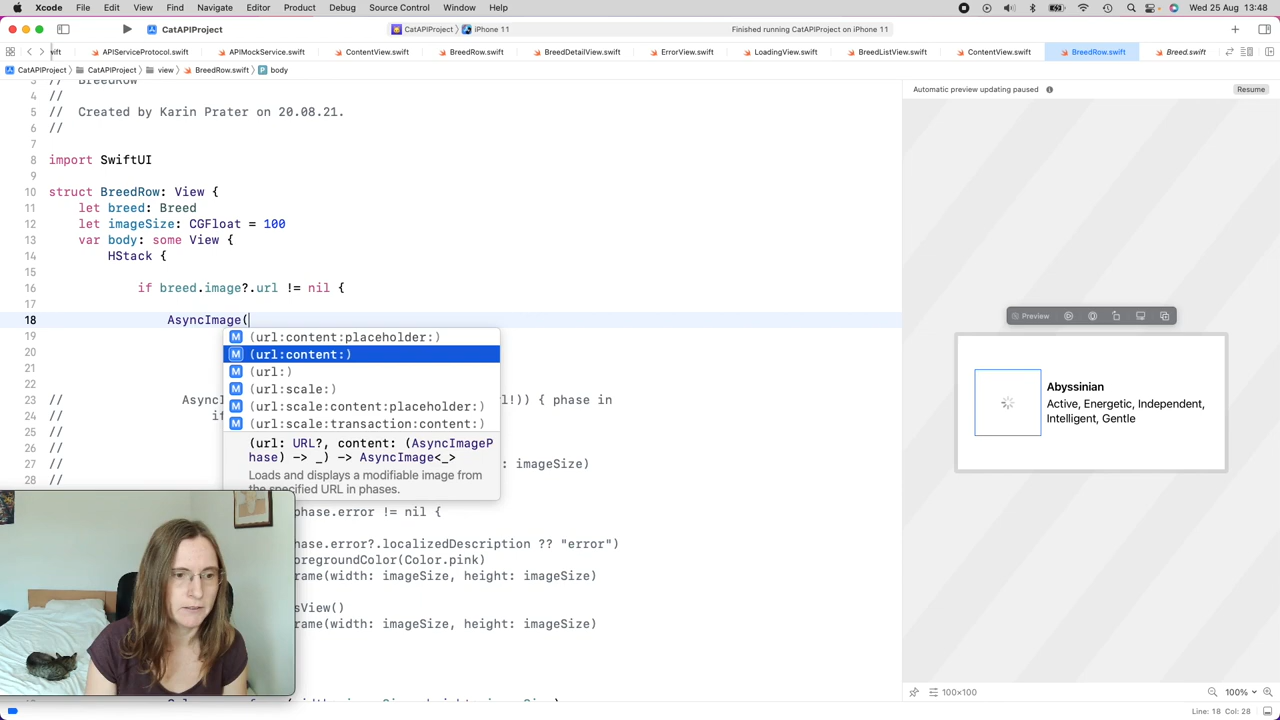 Xcode File Edit View Find Navigate Editor Product Debug Source Control Window Help
Wed 25 Aug 13:48
CatAPIProject
CatAPIProject
iPhone 11
Finished running CatAPIProject on iPhone 11
ift
APIServiceProtocol.swift
APIMockService.swift
ContentView.swift
BreedRow.swift
BreedDetailView.swift
ErrorView.swift
LoadingView.swift
BreedListView.swift
ContentView.swift
BreedRow.swift
Breed.swift
CatAPIProject
CatAPIProject
view
BreedRow.swift
body
3 // BreedRow
4 //
5 // Created by Karin Prater on 20.08.21.
6 //
7
8 import SwiftUI
9
10 struct BreedRow: View {
11 let breed: Breed
12 let imageSize: CGFloat = 100
13 var body: some View {
14 HStack {
15
16 if breed.image?.url != nil {
17
18 AsyncImage(
(url:content:placeholder:)
19
20
(url:content:)
21
(url:)
22
(url:scale:)
23 // Asyn
l!)) { phase in
(url:scale:content:placeholder:)
24 // if
(url:scale:transaction:content:)
25 //
(url: URL?, content: (AsyncImageP
26 //
hase) -> _) -> AsyncImage<_>
27 //
: imageSize)
Loads and displays a modifiable image from
28 //
the specified URL in phases.
phase.error != nil {
hase.error?.localizedDescription ?? "error")
oregroundColor(Color.pink)
rame(width: imageSize, height: imageSize)
sView()
rame(width: imageSize, height: imageSize)
Automatic preview updating paused
Resume
Preview
Abyssinian
Active, Energetic, Independent,
Intelligent, Gentle
100×100
100%
Line: 18 Col: 28